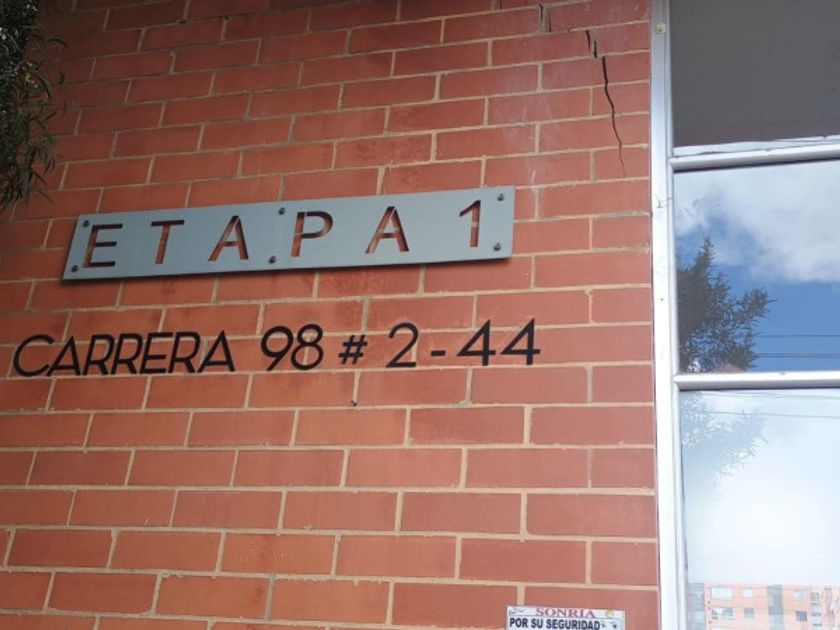 ETAPA 1
CARRERA 98 # 2-44
SONRIA
POR SU SEGURIDAD